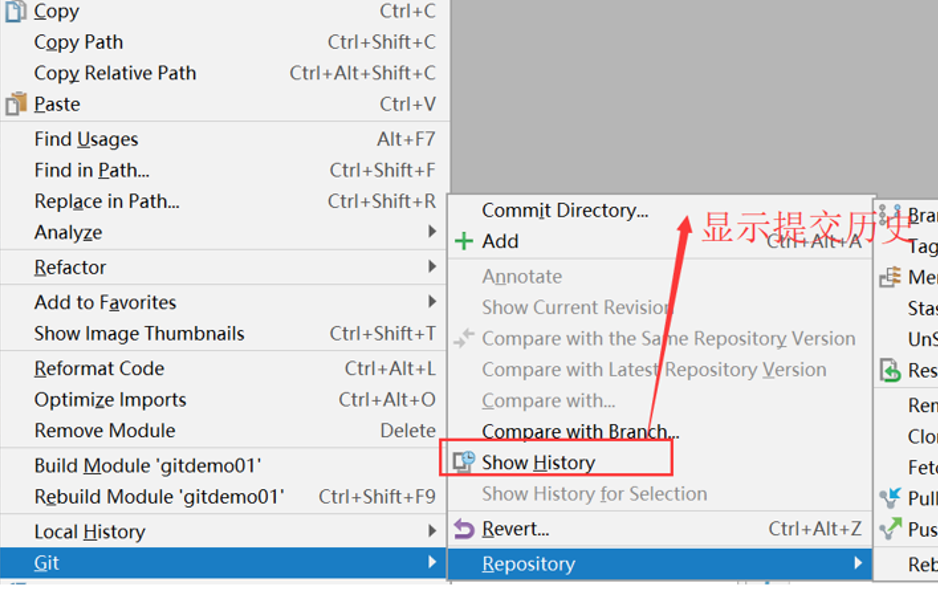 Copy Ctrl+C
Copy Path Ctrl+Shift+C
Copy Relative Path Ctrl+Alt+Shift+C
Paste Ctrl+V
Find Usages Alt+F7
Find in Path... Ctrl+Shift+F
Replace in Path... Ctrl+Shift+R
Analyze
Refactor
Add to Favorites
Show Image Thumbnails Ctrl+Shift+T
Reformat Code Ctrl+Alt+L
Optimize Imports Ctrl+Alt+O
Remove Module Delete
Build Module 'gitdemo01'
Rebuild Module 'gitdemo01' Ctrl+Shift+F9
Local History
Git
Commit Directory...
显示提交历史
Add Ctrl+Alt+A
Annotate
Show Current Revision
Compare with the Same Repository Version
Compare with Latest Repository Version
Compare with...
Compare with Branch...
Show History
Show History for Selection
Revert... Ctrl+Alt+Z
Repository
Bra
Tag
Mer
Stas
UnS
Res
Rem
Clo
Fet
Pull
Pus
Reb